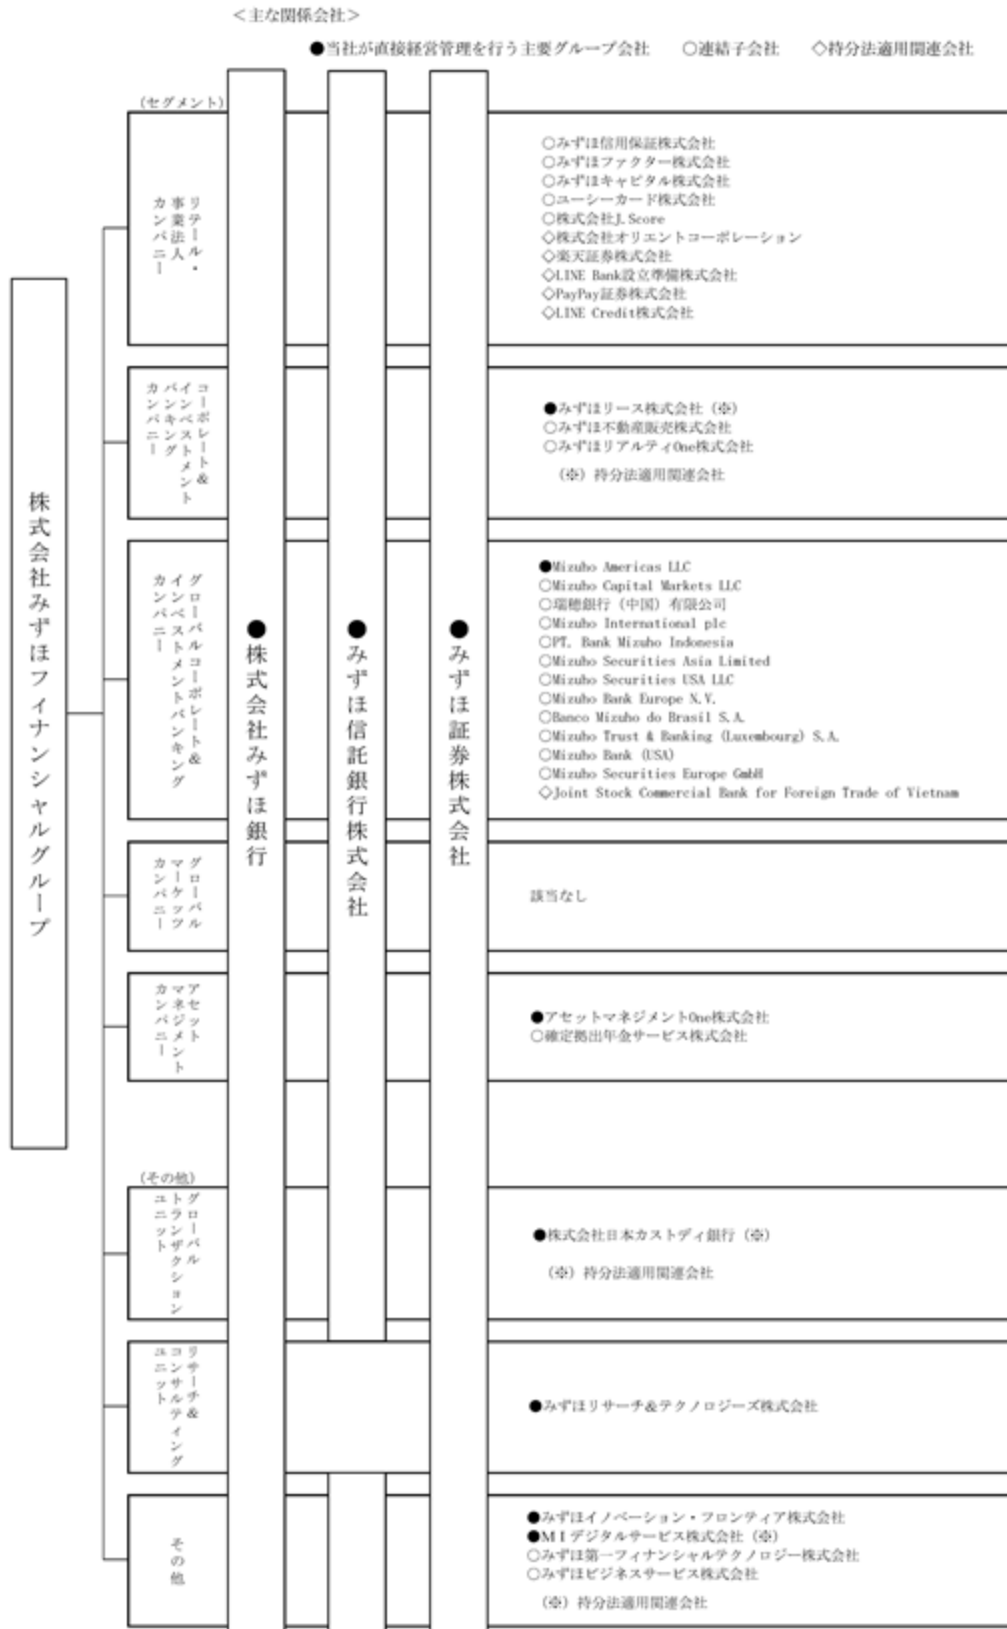 ＜主な関係会社＞
●当社が直接経営管理を行う主要グループ会社　○連結子会社　◇持分法適用関連会社
株式会社みずほフィナンシャルグループ
●株式会社みずほ銀行
●みずほ信託銀行株式会社
●みずほ証券株式会社
(セグメント)
リテール・
事業法人
カンパニー
○みずほ信用保証株式会社
○みずほファクター株式会社
○みずほキャピタル株式会社
○ユーシーカード株式会社
○株式会社J.Score
◇株式会社オリエントコーポレーション
◇楽天証券株式会社
◇LINE Bank設立準備株式会社
◇PayPay証券株式会社
◇LINE Credit株式会社
コーポレート&
インベストメント
バンキング
カンパニー
●みずほリース株式会社（※）
○みずほ不動産販売株式会社
○みずほリアルティOne株式会社
（※）持分法適用関連会社
グローバルコーポレート&
インベストメントバンキング
カンパニー
●Mizuho Americas LLC
○Mizuho Capital Markets LLC
○瑞穂銀行（中国）有限公司
○Mizuho International plc
○PT. Bank Mizuho Indonesia
○Mizuho Securities Asia Limited
○Mizuho Securities USA LLC
○Mizuho Bank Europe N.V.
○Banco Mizuho do Brasil S.A.
○Mizuho Trust & Banking (Luxembourg) S.A.
○Mizuho Bank (USA)
○Mizuho Securities Europe GmbH
◇Joint Stock Commercial Bank for Foreign Trade of Vietnam
グローバル
マーケッツ
カンパニー
該当なし
アセット
マネジメント
カンパニー
●アセットマネジメントOne株式会社
○確定拠出年金サービス株式会社
(その他)
グローバル
トランザクション
ユニット
●株式会社日本カストディ銀行（※）
（※）持分法適用関連会社
リサーチ&
コンサルティング
ユニット
●みずほリサーチ&テクノロジーズ株式会社
その他
●みずほイノベーション・フロンティア株式会社
●ＭＩデジタルサービス株式会社（※）
○みずほ第一フィナンシャルテクノロジー株式会社
○みずほビジネスサービス株式会社
（※）持分法適用関連会社